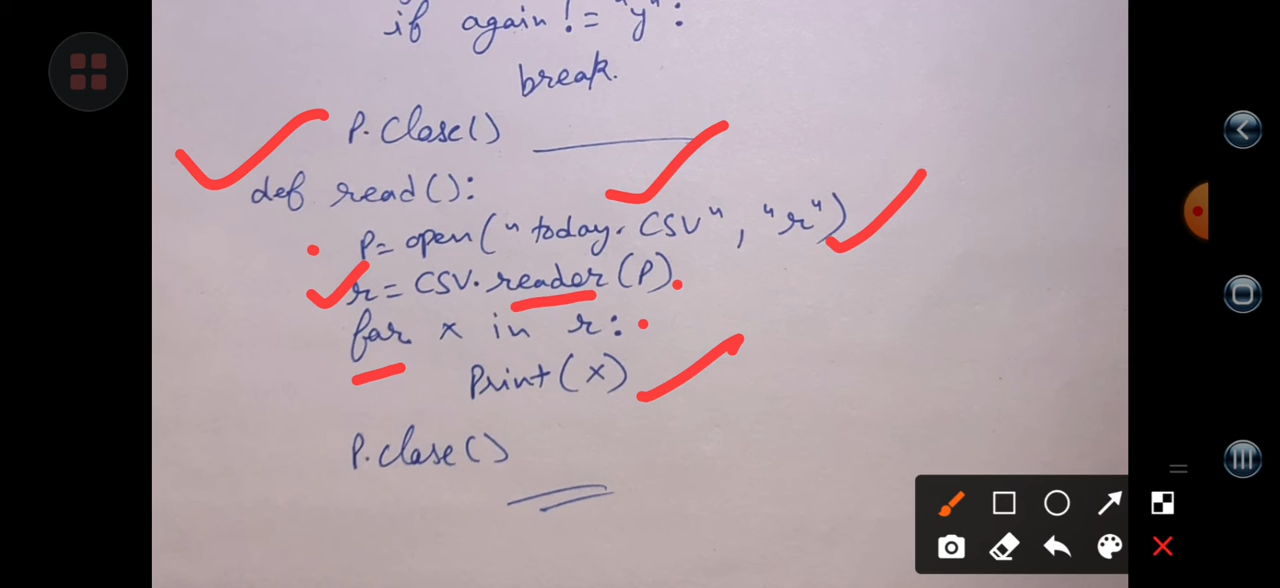 if again != "y":
break.
P.close()
def read():
P= open("today.CSV", "r")
r= CSV.reader(P).
for x in r:
Print(x)
P.close()